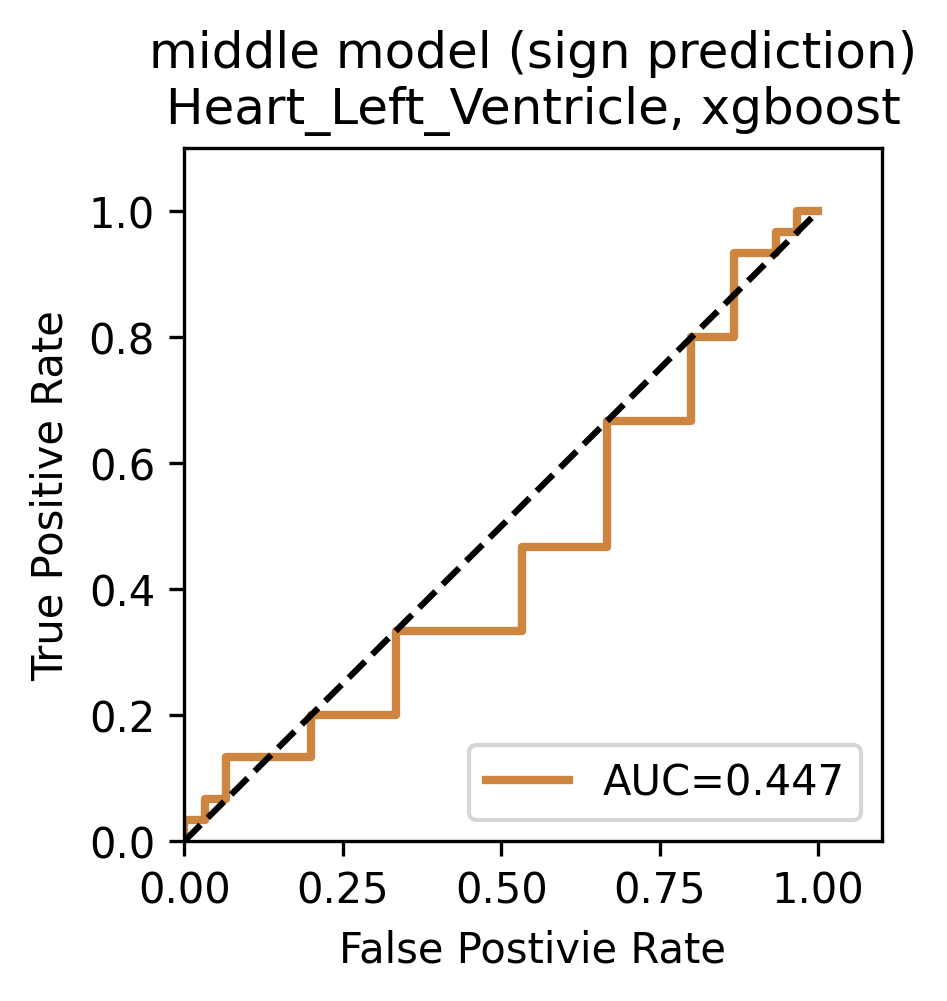 middle model (sign prediction)
Heart_Left_Ventricle, xgboost
1.0
0.8
0.6
0.4
0.2
0.0
True Positive Rate
AUC=0.447
0.00 0.25 0.50 0.75 1.00
False Postivie Rate